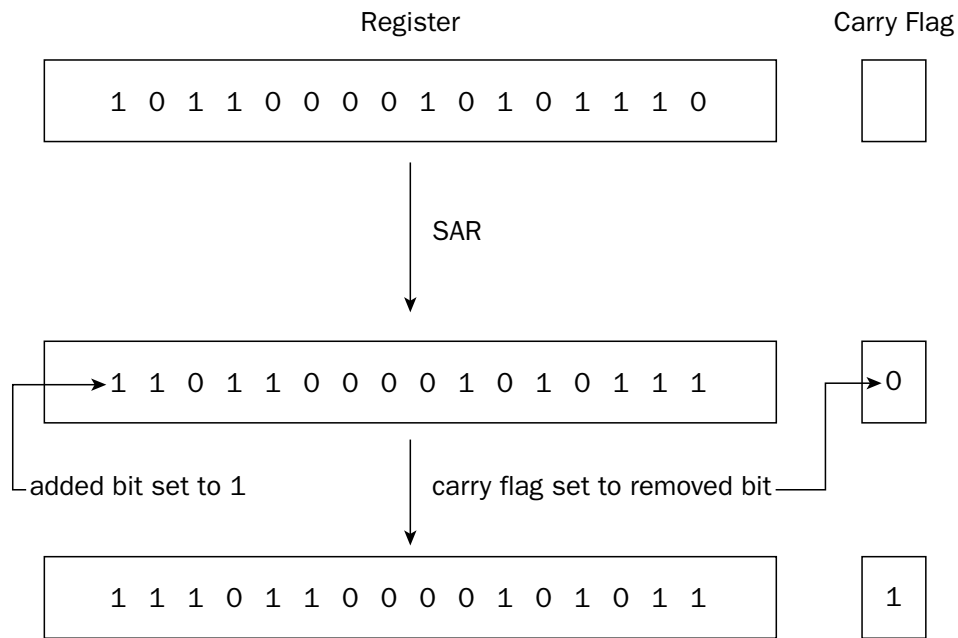 Register Carry Flag
1 0 1 1 0 0 0 0 1 0 1 0 1 1 1 0
SAR
1 1 0 1 1 0 0 0 0 1 0 1 0 1 1 1 0
added bit set to 1 carry flag set to removed bit
1 1 1 0 1 1 0 0 0 0 1 0 1 0 1 1 1